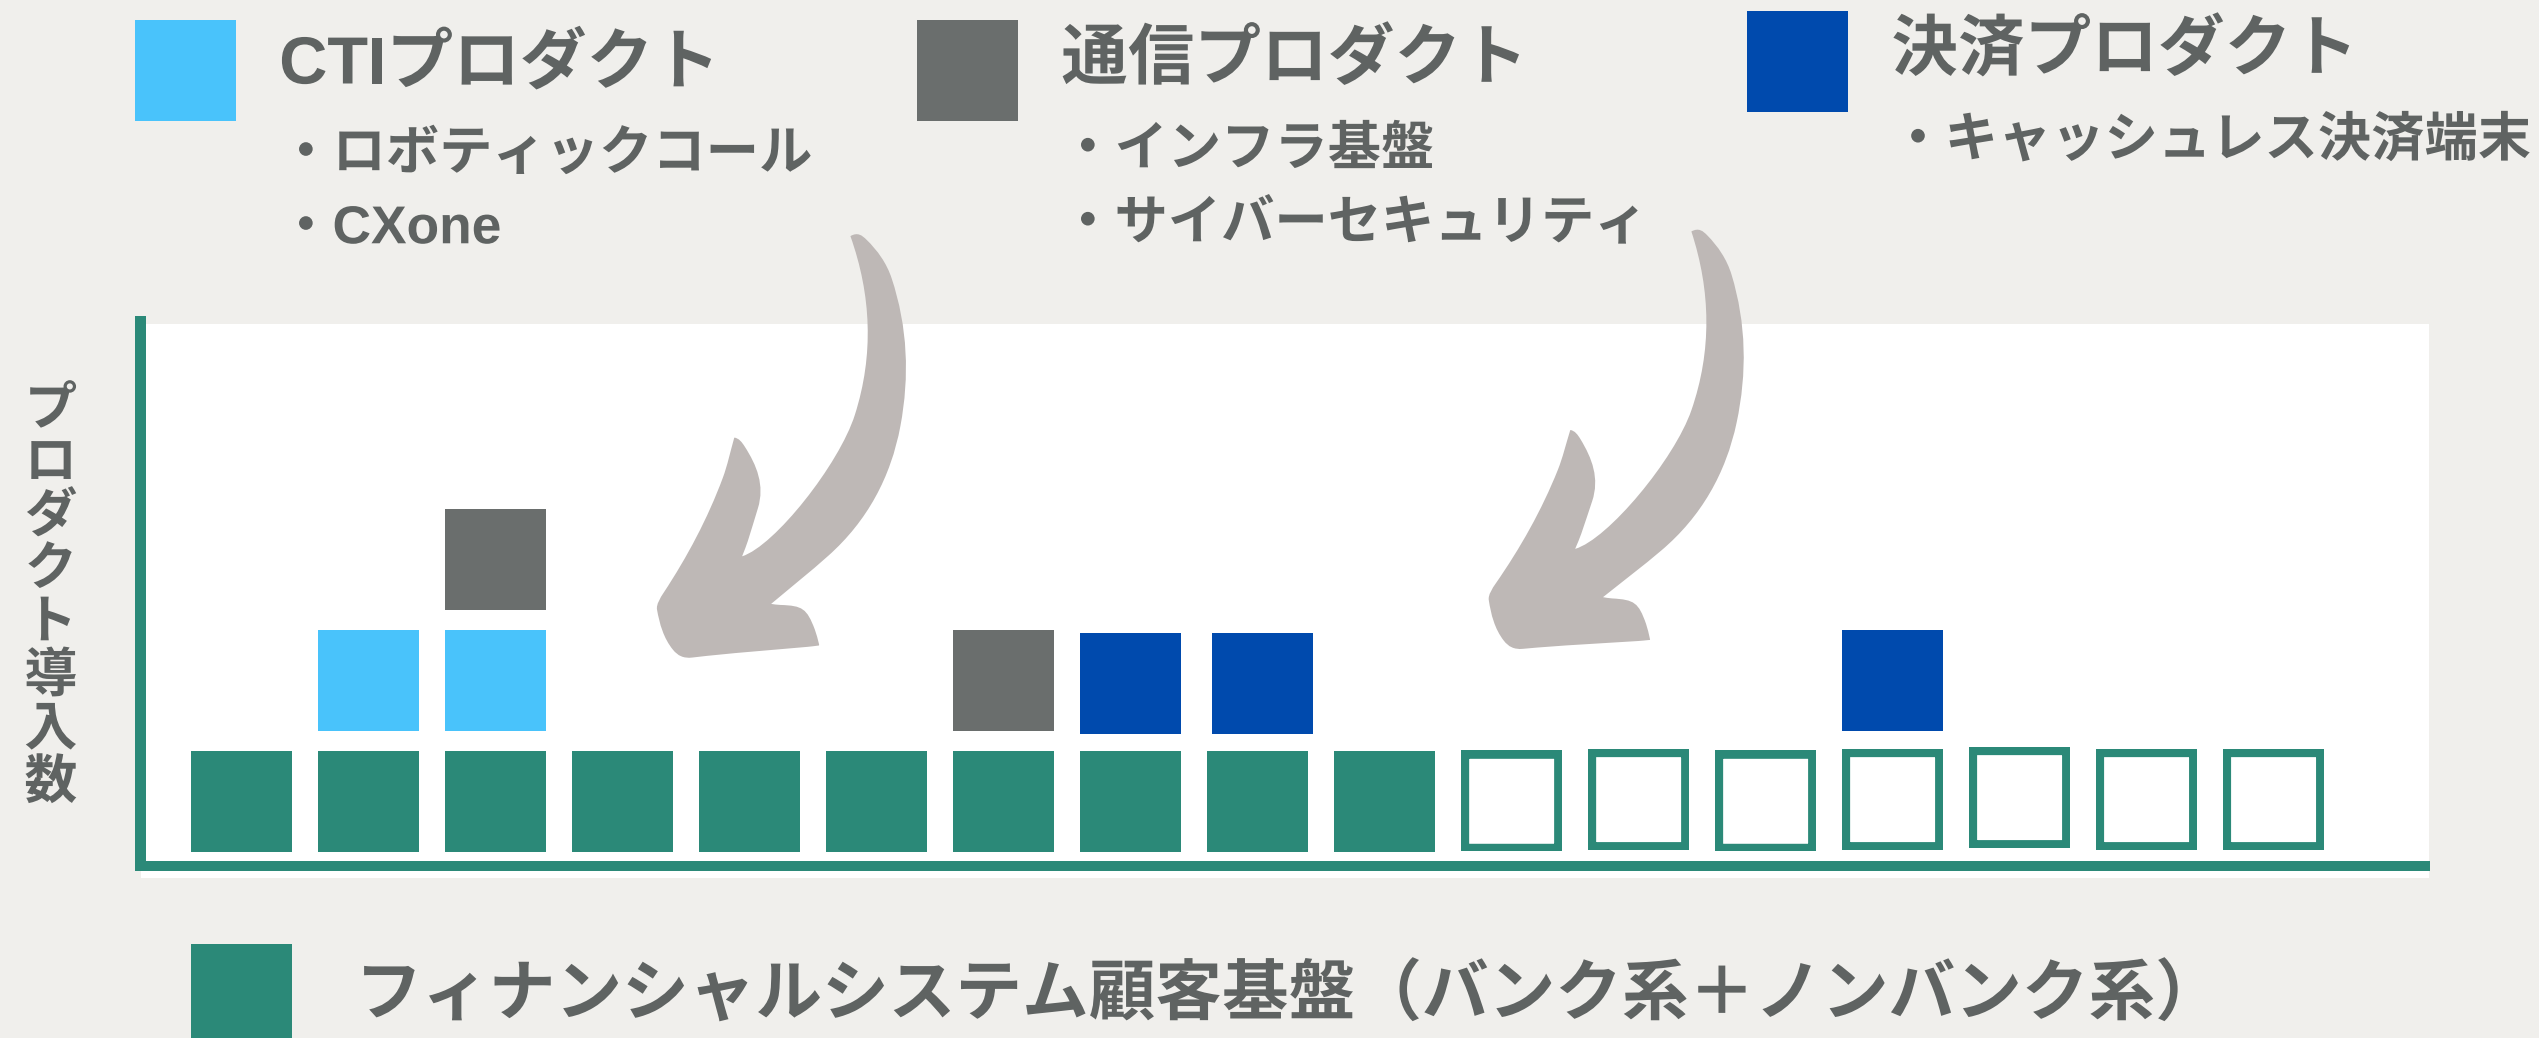 CTIプロダクト
・ロボティックコール
・CXone
通信プロダクト
・インフラ基盤
・サイバーセキュリティ
決済プロダクト
・キャッシュレス決済端末
プロダクト導入数
フィナンシャルシステム顧客基盤（バンク系＋ノンバンク系）